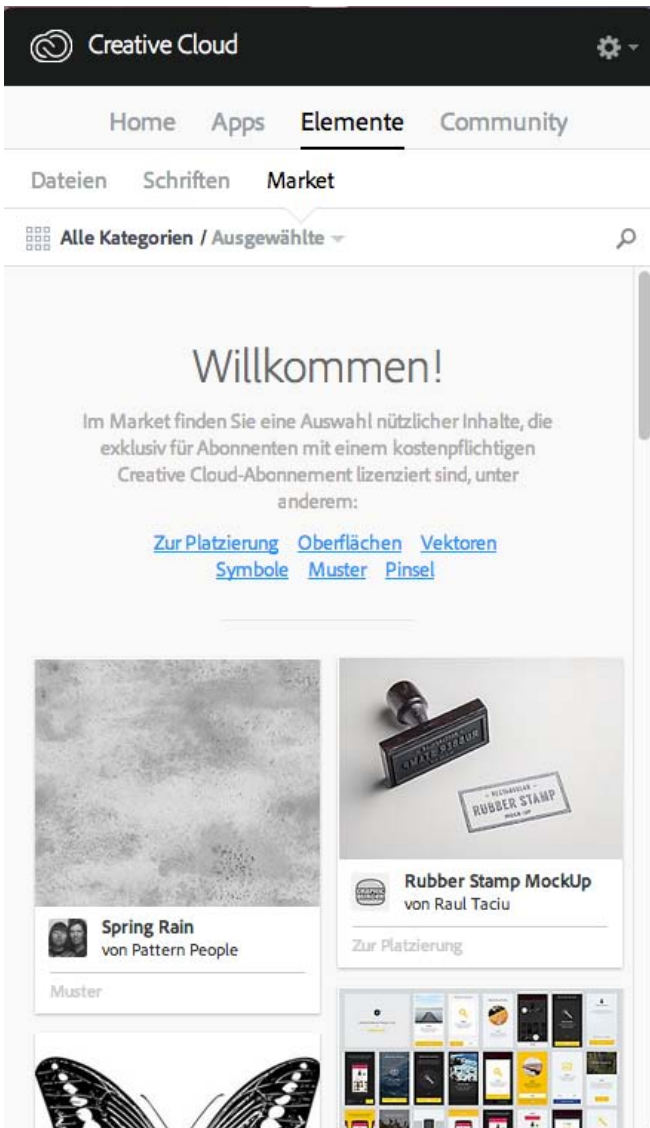 Creative Cloud
Home Apps Elemente Community
Dateien Schriften Market
Alle Kategorien / Ausgewählte
Willkommen!
Im Market finden Sie eine Auswahl nützlicher Inhalte, die
exklusiv für Abonnenten mit einem kostenpflichtigen
Creative Cloud-Abonnement lizenziert sind, unter
anderem:
Zur Platzierung Oberflächen Vektoren
Symbole Muster Pinsel
- RECTANGULAR -
RUBBER STAMP
MOCK-UP
Spring Rain
von Pattern People
Muster
Rubber Stamp MockUp
von Raul Taciu
Zur Platzierung